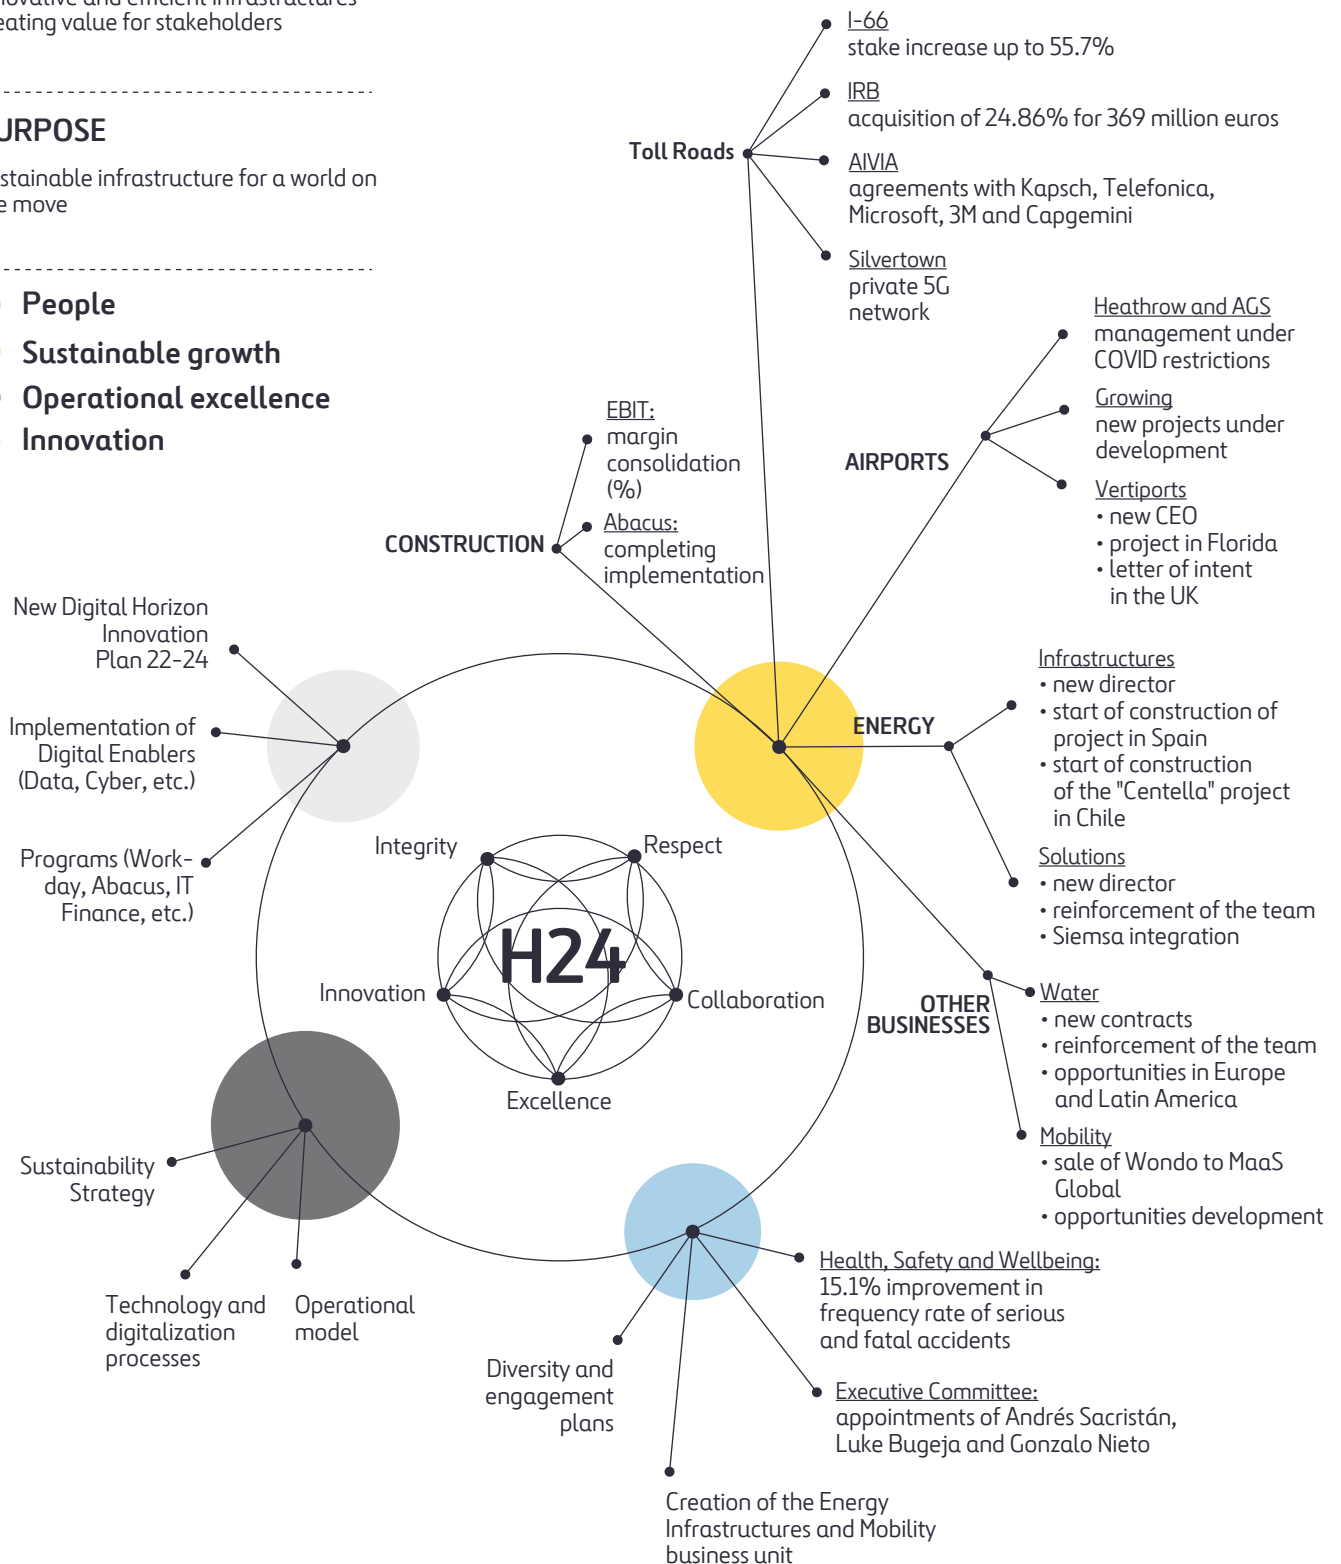 eating value for stakeholders
URPOSE
stainable infrastructure for a world on
e move
People
Sustainable growth
Operational excellence
Innovation
Toll Roads
I-66
stake increase up to 55.7%
IRB
acquisition of 24.86% for 369 million euros
AIVIA
agreements with Kapsch, Telefonica,
Microsoft, 3M and Capgemini
Silvertown
private 5G
network
AIRPORTS
Heathrow and AGS
management under
COVID restrictions
Growing
new projects under
development
Vertiports
• new CEO
• project in Florida
• letter of intent
in the UK
CONSTRUCTION
EBIT:
margin
consolidation
(%)
Abacus:
completing
implementation
ENERGY
Infrastructures
• new director
• start of construction of
project in Spain
• start of construction
of the "Centella" project
in Chile
Solutions
• new director
• reinforcement of the team
• Siemsa integration
OTHER
BUSINESSES
Water
• new contracts
• reinforcement of the team
• opportunities in Europe
and Latin America
Mobility
• sale of Wondo to MaaS
Global
• opportunities development
New Digital Horizon
Innovation
Plan 22-24
Implementation of
Digital Enablers
(Data, Cyber, etc.)
Programs (Work-
day, Abacus, IT
Finance, etc.)
Integrity
Respect
H24
Innovation
Collaboration
Excellence
Sustainability
Strategy
Technology and
digitalization
processes
Operational
model
Health, Safety and Wellbeing:
15.1% improvement in
frequency rate of serious
and fatal accidents
Executive Committee:
appointments of Andrés Sacristán,
Luke Bugeja and Gonzalo Nieto
Diversity and
engagement
plans
Creation of the Energy
Infrastructures and Mobility
business unit